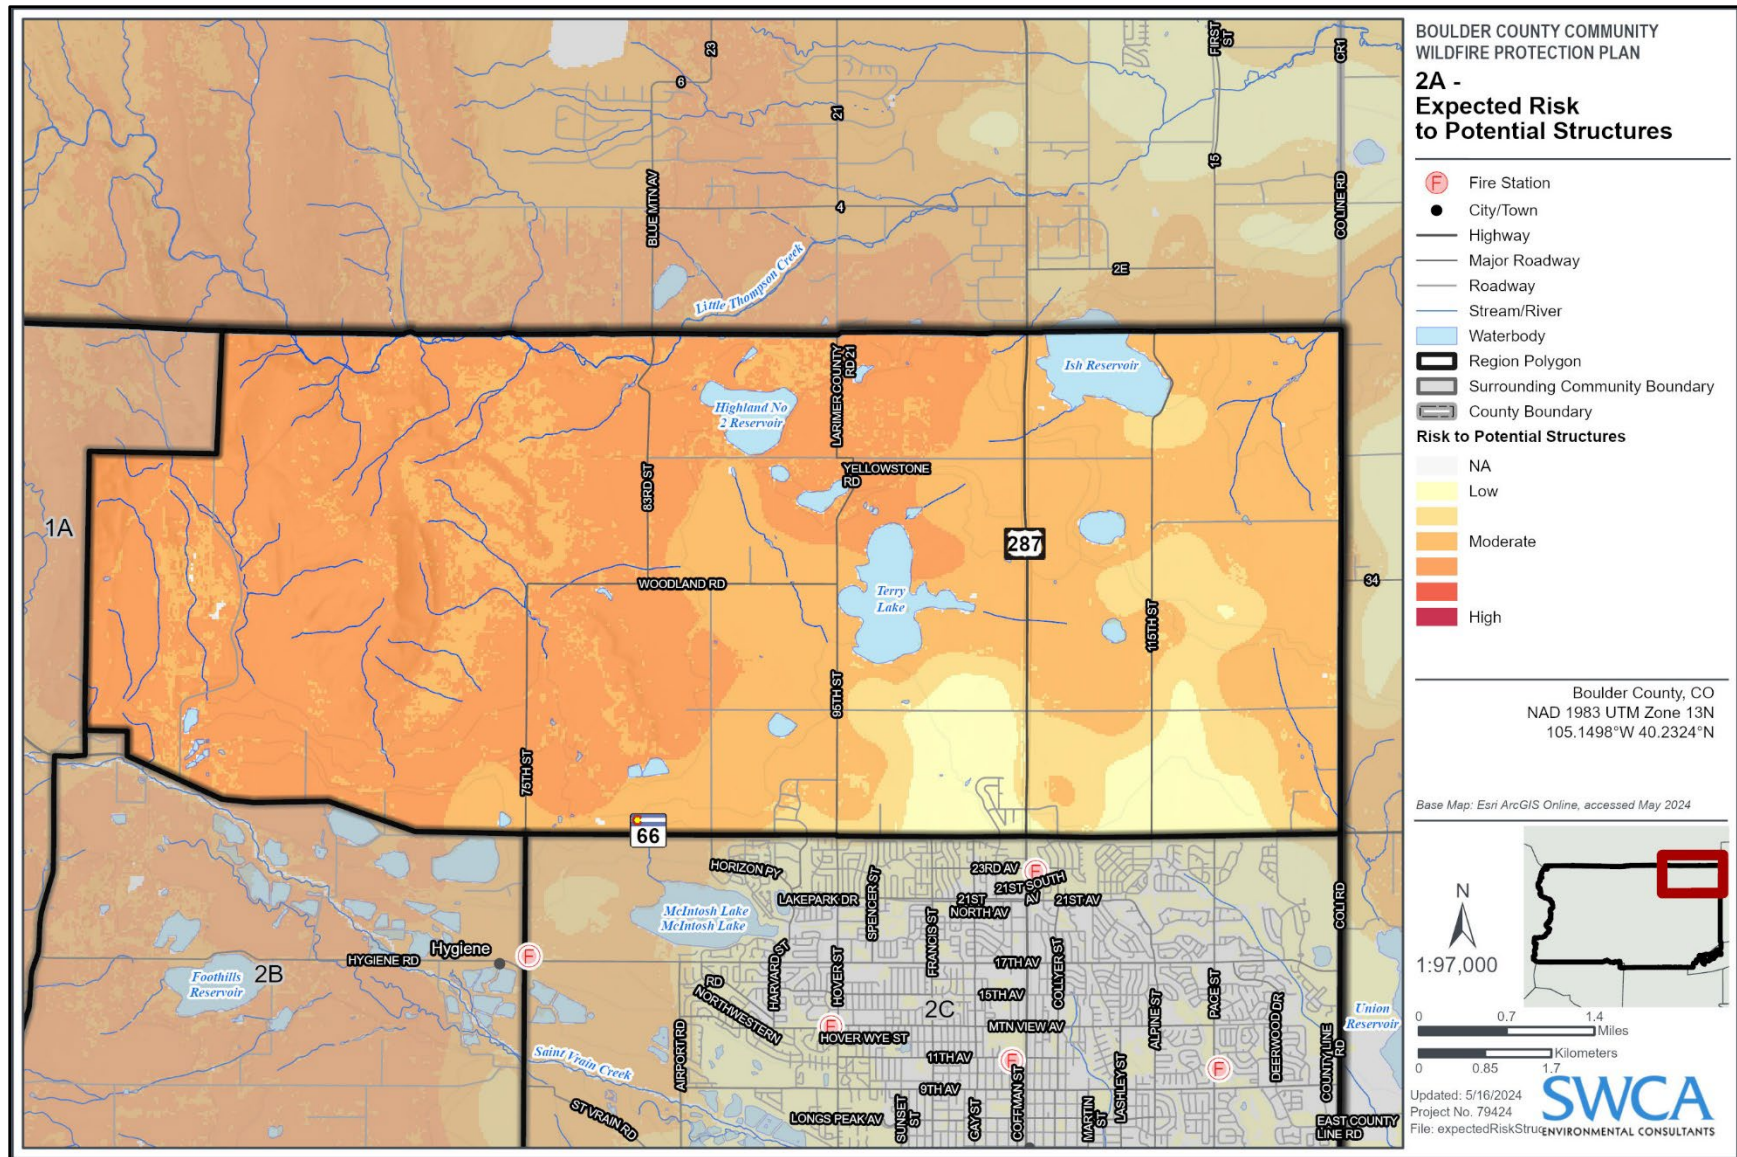 BOULDER COUNTY COMMUNITY
WILDFIRE PROTECTION PLAN
2A -
Expected Risk
to Potential Structures
F Fire Station
City/Town
Highway
Major Roadway
Roadway
Stream/River
Waterbody
Region Polygon
Surrounding Community Boundary
County Boundary
Risk to Potential Structures
NA
Low
Moderate
High
Boulder County, CO
NAD 1983 UTM Zone 13N
105.1498°W 40.2324°N
Base Map: Esri ArcGIS Online, accessed May 2024
N
1:97,000
0 0.7 1.4
Miles
Kilometers
0 0.85 1.7
Updated: 5/16/2024
Project No. 79424
File: expectedRiskStruc
SWCA
ENVIRONMENTAL CONSULTANTS
23
6
21
FIRST
ST
CR1
15
BLUE MTN AV
4
CO LINE RD
2E
Little Thompson Creek
LARIMER COUNTY
RD 21
Ish Reservoir
Highland No
2 Reservoir
83RD ST
YELLOWSTONE
RD
1A
287
WOODLAND RD
Terry
Lake
115TH ST
34
95TH ST
75TH ST
66
HORIZON PY
SPENCER ST
23RD AV
F
21ST SOUTH
AV
LAKEPARK DR
21ST
NORTH AV
21ST AV
COLI RD
McIntosh Lake
McIntosh Lake
Hygiene
F
HYGIENE RD
Foothills
Reservoir
2B
HARVARD ST
HOVER ST
FRANCIS ST
17TH AV
COLLYER ST
RD
NORTHWESTERN
15TH AV
2C
ALPINE ST
PACE ST
DEERWOOD DR
Union
Reservoir
F
HOVER WYE ST
MTN VIEW AV
AIRPORT RD
Saint Vrain Creek
11TH AV
F
F
COUNTY LINE
RD
9TH AV
LASHLEY ST
ST VRAIN RD
LONGS PEAK AV
SUNSET
ST
GAY ST
COFFMAN ST
MARTIN
ST
EAST COUNTY
LINE RD